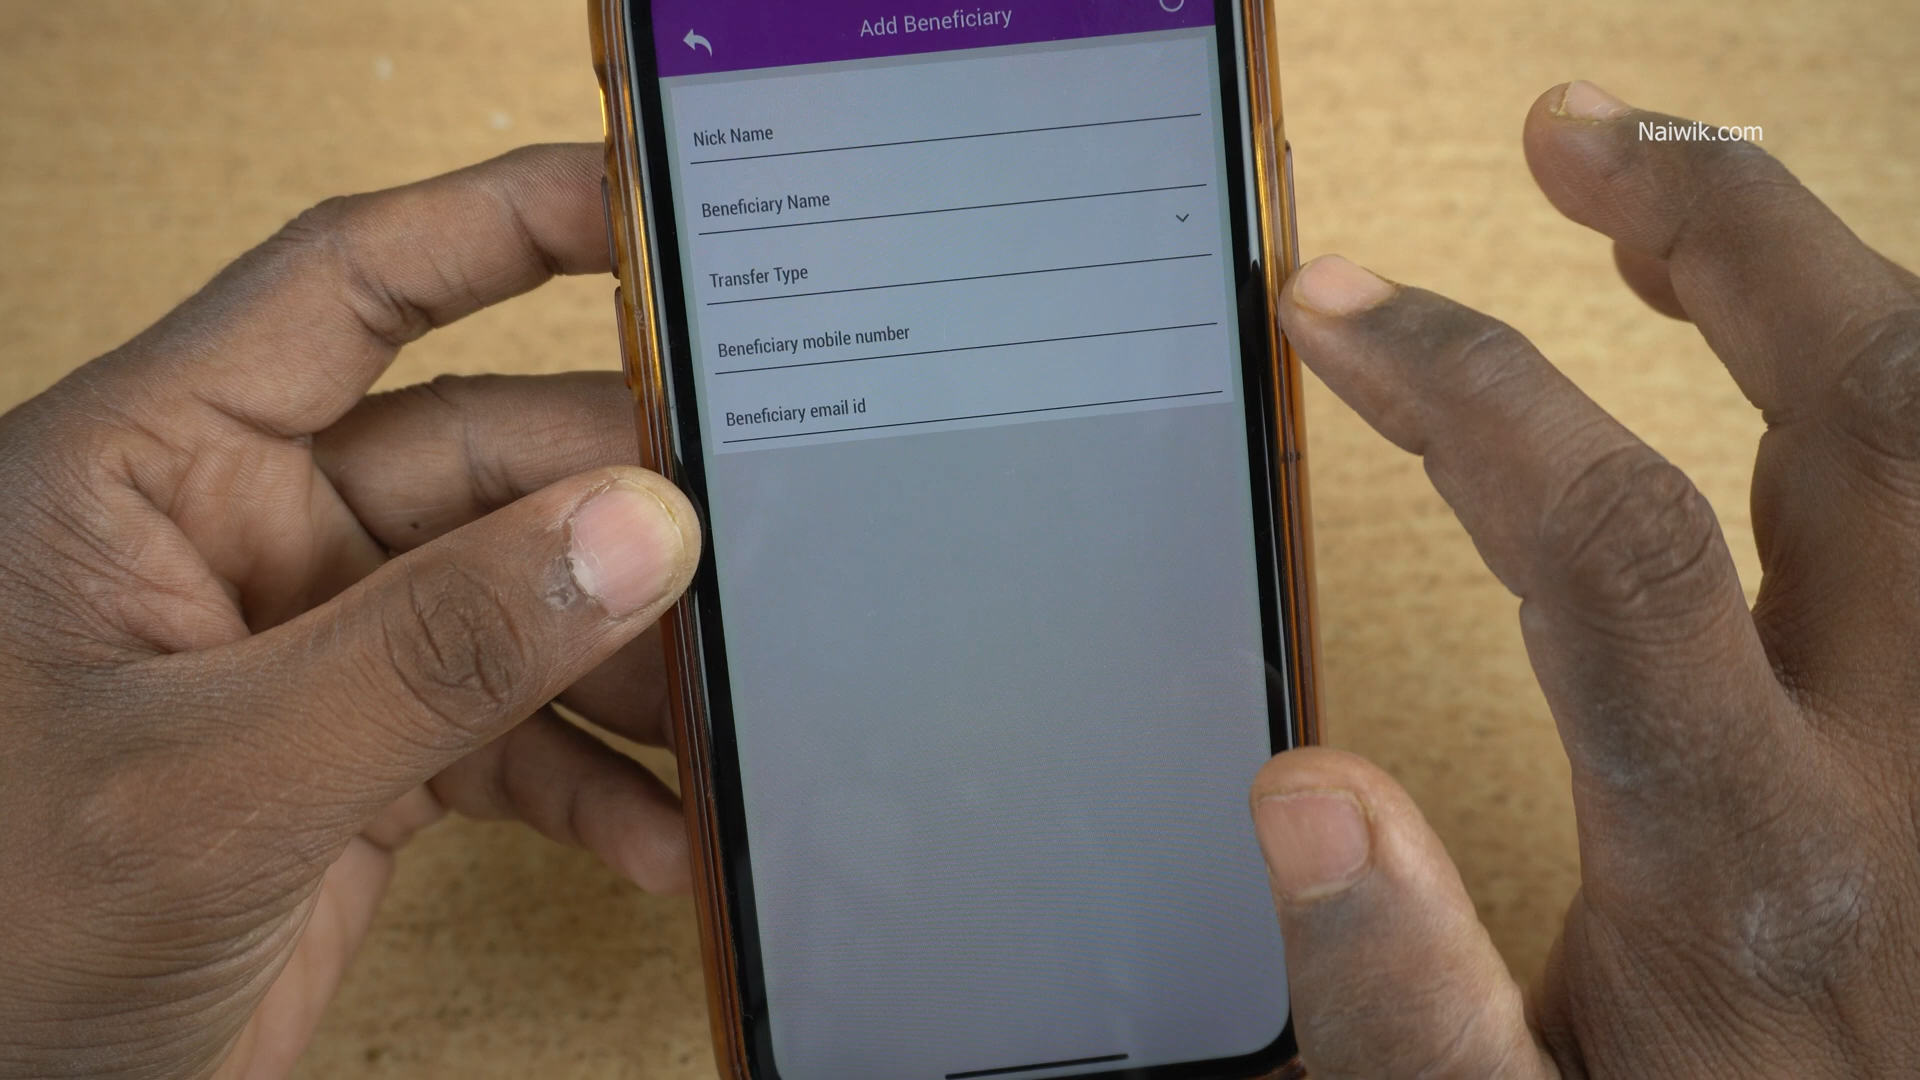 Add Beneficiary
Naiwik.com
Nick Name
Beneficiary Name
Transfer Type
Beneficiary mobile number
Beneficiary email id